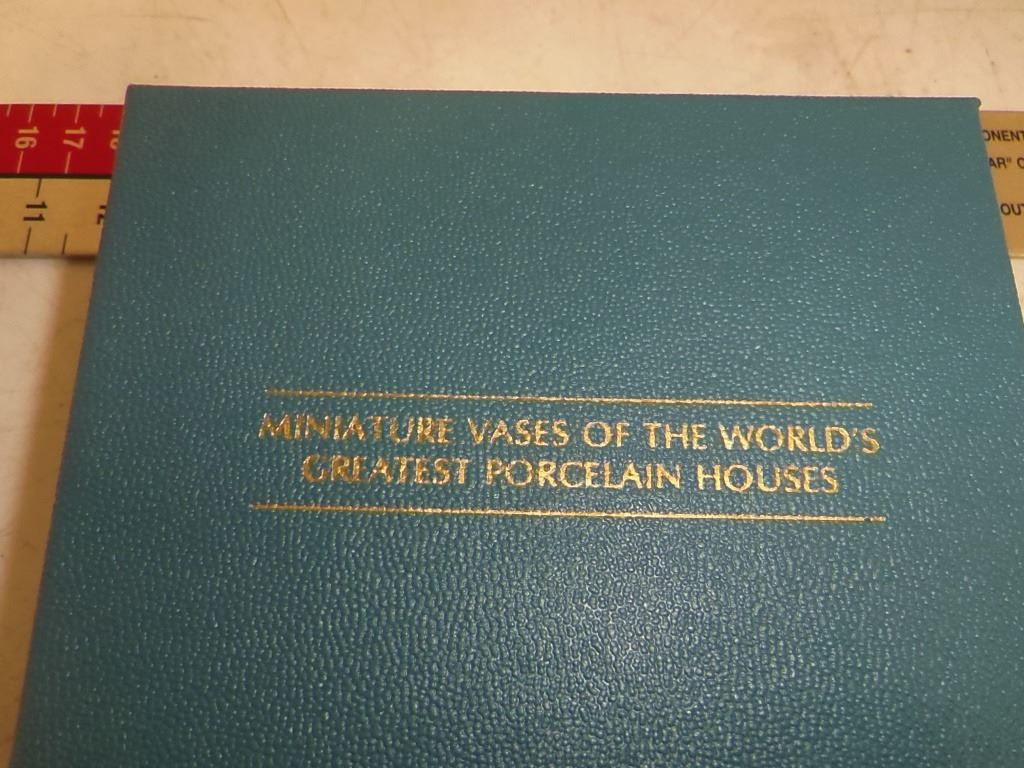 16 17
11
MINIATURE VASES OF THE WORLD'S
GREATEST PORCELAIN HOUSES